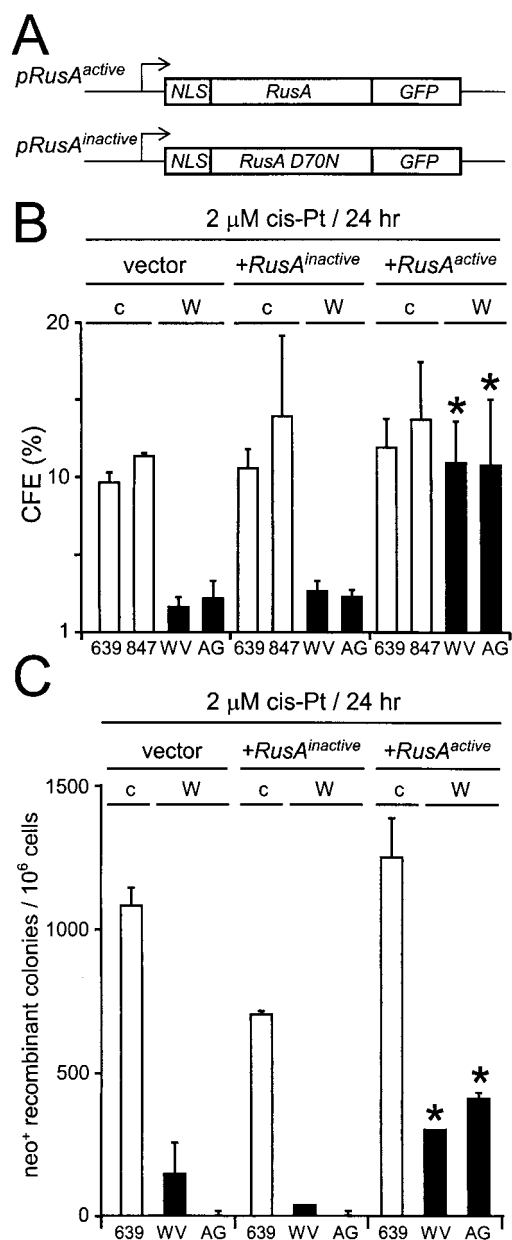 A
pRusA^active
NLS RusA GFP
pRusA^inactive
NLS RusA D70N GFP
B
2 µM cis-Pt / 24 hr
vector +RusA^inactive +RusA^active
c W c W c W
20
10
1
CFE (%)
* *
639 847 WV AG 639 847 WV AG 639 847 WV AG
C
2 µM cis-Pt / 24 hr
vector +RusA^inactive +RusA^active
c W c W c W
1500
1000
500
0
neo⁺ recombinant colonies / 10⁶ cells
* *
639 WV AG 639 WV AG 639 WV AG